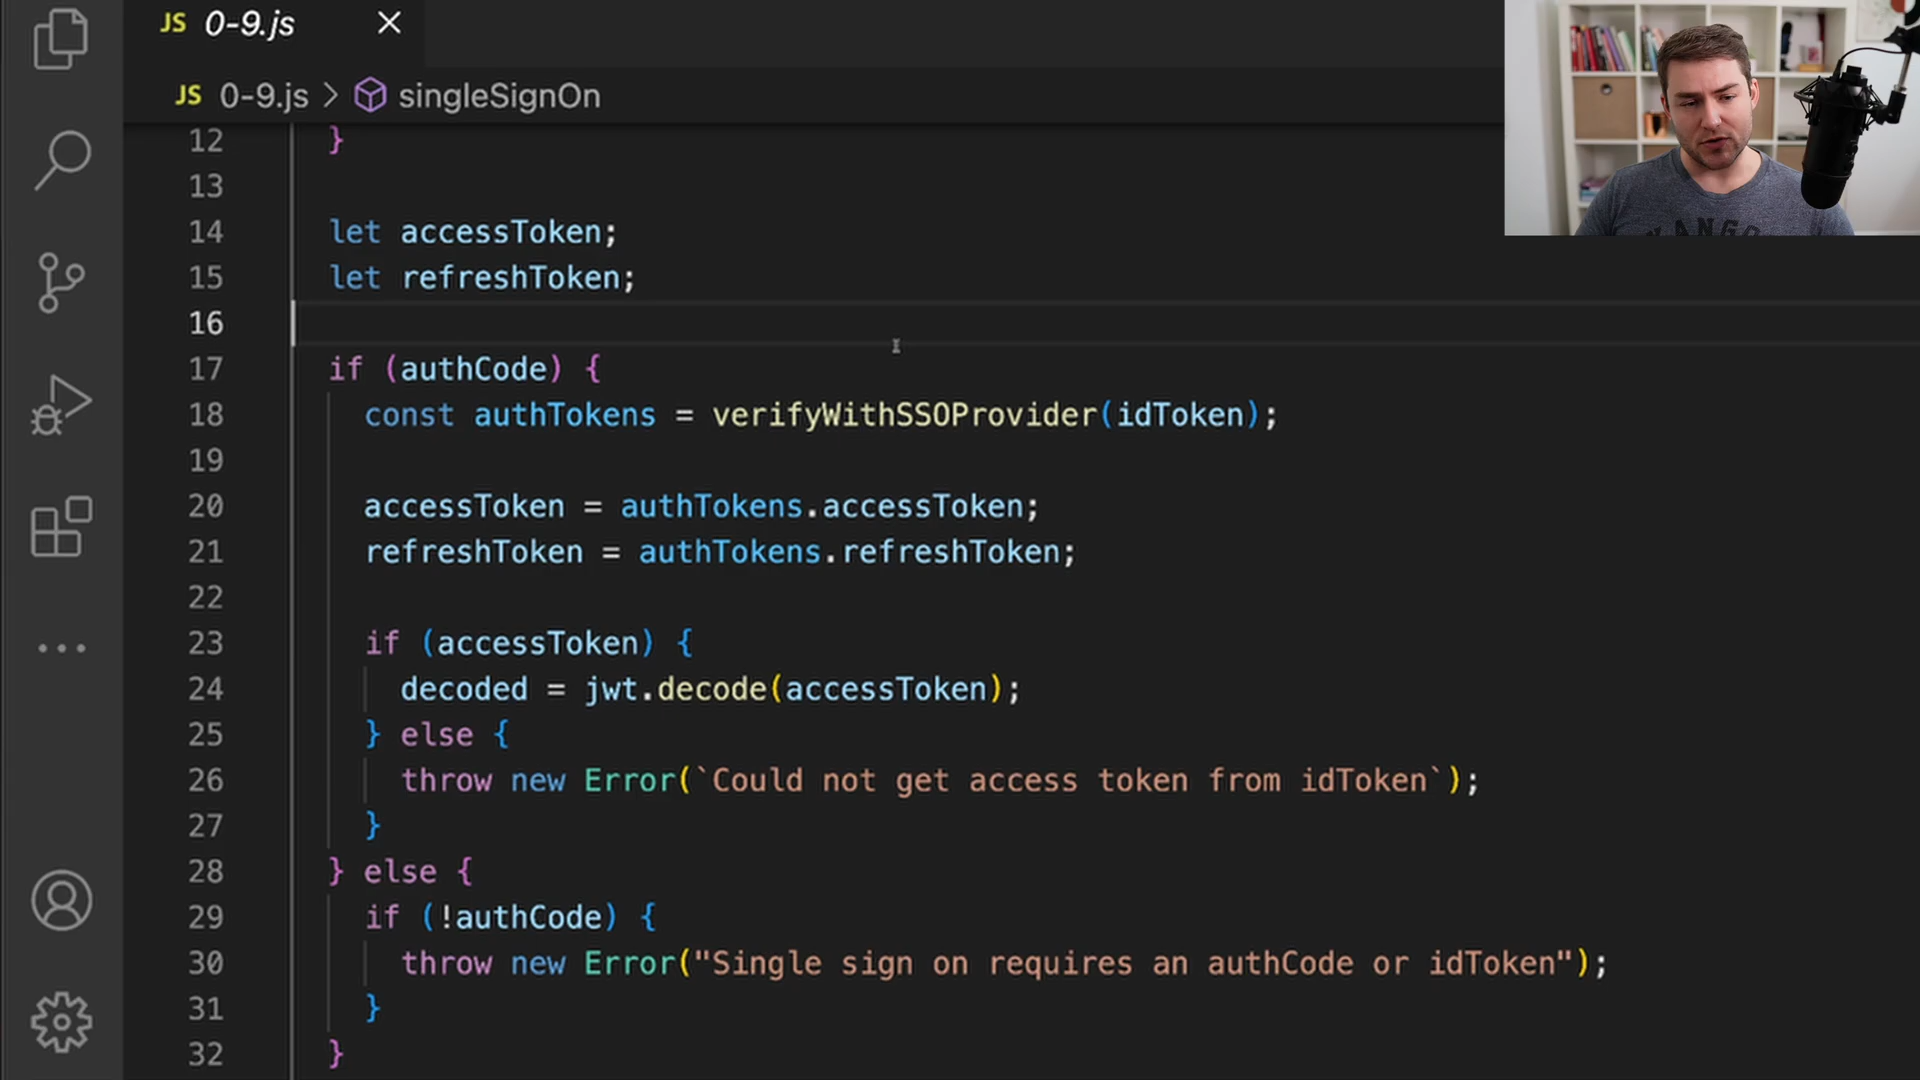 JS 0-9.js
JS 0-9.js > singleSignOn
12 }
13
14 let accessToken;
15 let refreshToken;
16
17 if (authCode) {
18 const authTokens = verifyWithSSOProvider(idToken);
19
20 accessToken = authTokens.accessToken;
21 refreshToken = authTokens.refreshToken;
22
23 if (accessToken) {
24 decoded = jwt.decode(accessToken);
25 } else {
26 throw new Error(`Could not get access token from idToken`);
27 }
28 } else {
29 if (!authCode) {
30 throw new Error("Single sign on requires an authCode or idToken");
31 }
32 }